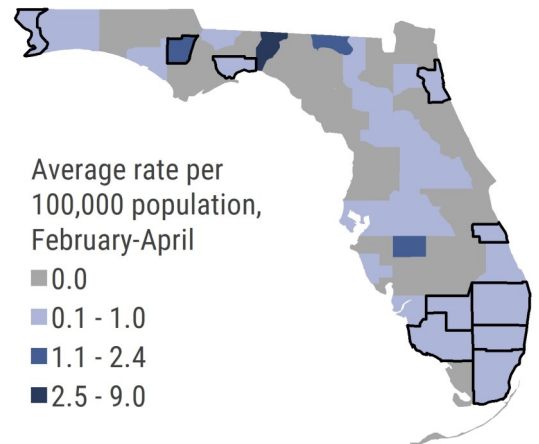 Average rate per
100,000 population,
February-April
0.0
0.1 - 1.0
1.1 - 2.4
2.5 - 9.0